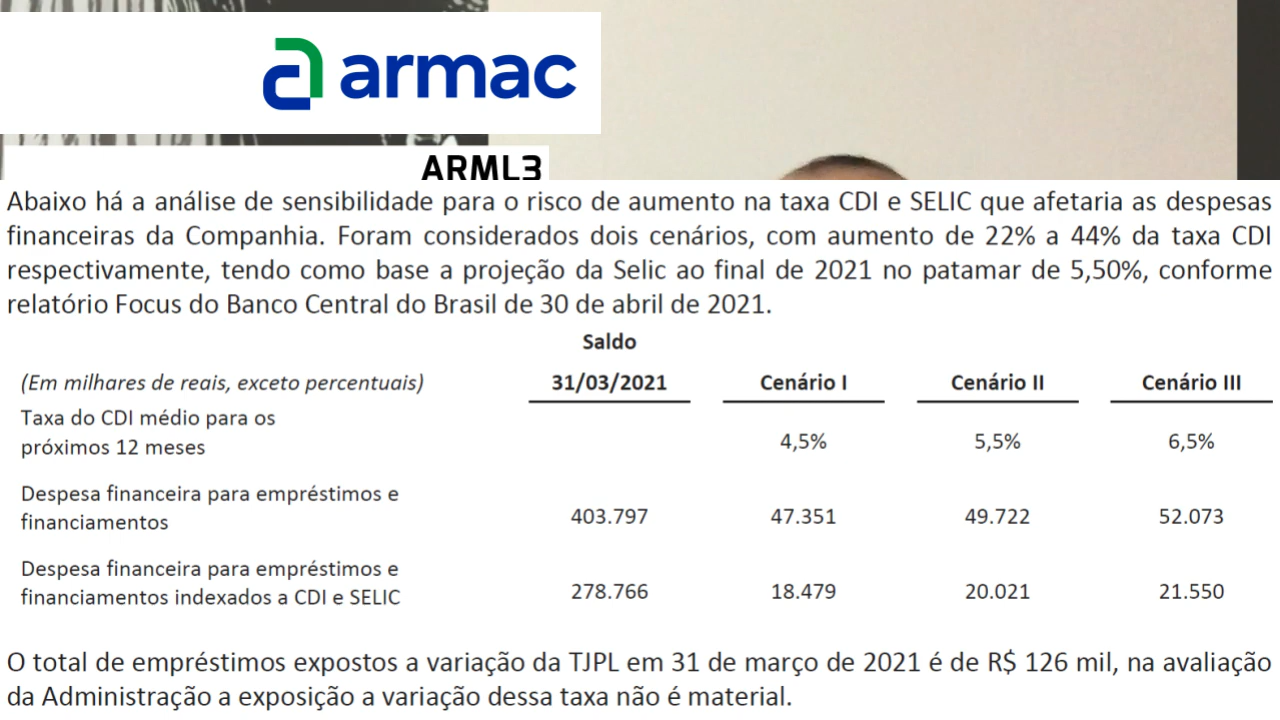 armac
ARML3
Abaixo há a análise de sensibilidade para o risco de aumento na taxa CDI e SELIC que afetaria as despesas
financeiras da Companhia. Foram considerados dois cenários, com aumento de 22% a 44% da taxa CDI
respectivamente, tendo como base a projeção da Selic ao final de 2021 no patamar de 5,50%, conforme
relatório Focus do Banco Central do Brasil de 30 de abril de 2021.
Saldo
(Em milhares de reais, exceto percentuais) 31/03/2021 Cenário I Cenário II Cenário III
Taxa do CDI médio para os
próximos 12 meses 4,5% 5,5% 6,5%
Despesa financeira para empréstimos e
financiamentos 403.797 47.351 49.722 52.073
Despesa financeira para empréstimos e
financiamentos indexados a CDI e SELIC 278.766 18.479 20.021 21.550
O total de empréstimos expostos a variação da TJPL em 31 de março de 2021 é de R$ 126 mil, na avaliação
da Administração a exposição a variação dessa taxa não é material.